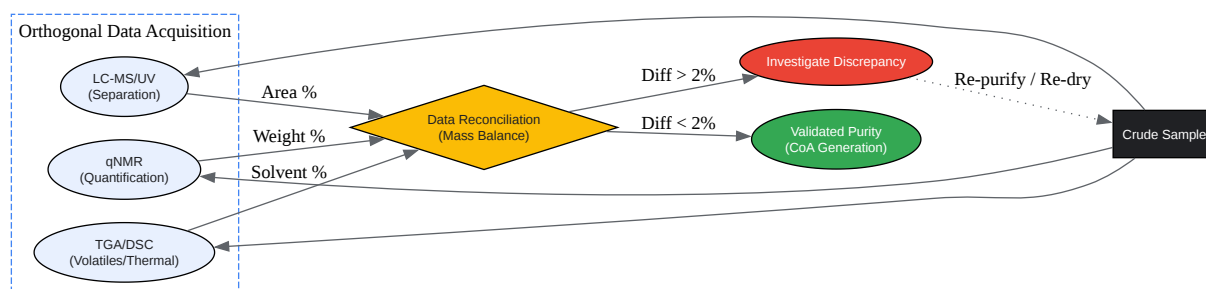 Orthogonal Data Acquisition
LC-MS/UV
(Separation)
qNMR
(Quantification)
TGA/DSC
(Volatiles/Thermal)
Area %
Weight %
Solvent %
Data Reconciliation
(Mass Balance)
Diff > 2%
Diff < 2%
Investigate Discrepancy
Validated Purity
(CoA Generation)
Re-purify / Re-dry
Crude Sample